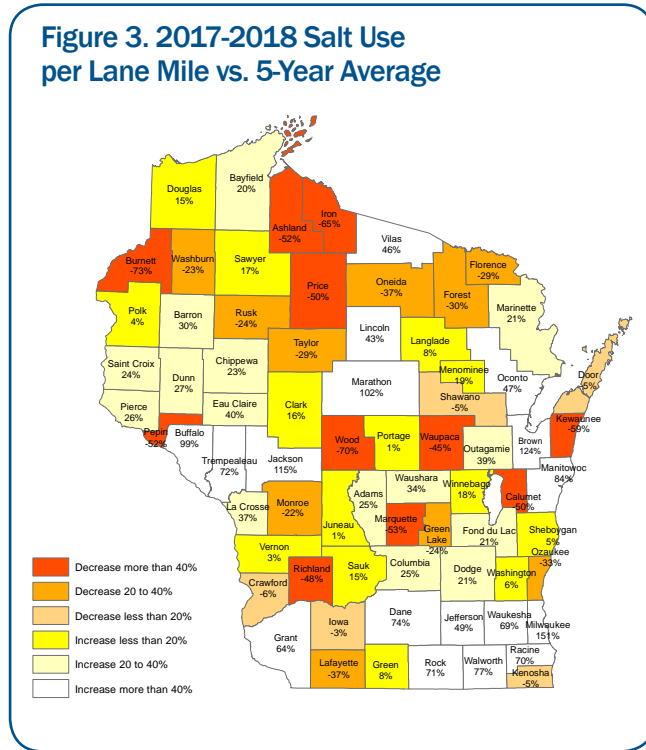 Figure 3. 2017-2018 Salt Use
per Lane Mile vs. 5-Year Average
Bayfield
20%
Douglas
15%
Iron
-65%
Ashland
-52%
Vilas
46%
Burnett
-73%
Washburn
-23%
Sawyer
17%
Florence
-29%
Price
-50%
Oneida
-37%
Forest
-30%
Marinette
21%
Polk
4%
Barron
30%
Rusk
-24%
Lincoln
43%
Langlade
8%
Taylor
-29%
Chippewa
23%
Saint Croix
24%
Dunn
27%
Menominee
19%
Oconto
47%
Door
-5%
Marathon
102%
Shawano
-5%
Pierce
26%
Eau Claire
40%
Clark
16%
Kewaunee
-59%
Pepin
-52%
Buffalo
99%
Trempealeau
72%
Jackson
115%
Wood
-70%
Portage
1%
Waupaca
-45%
Outagamie
39%
Brown
124%
Manitowoc
84%
Waushara
34%
Winnebago
18%
Adams
25%
Calumet
-50%
La Crosse
37%
Monroe
-22%
Juneau
1%
Marquette
-53%
Green
Lake
-24%
Fond du Lac
21%
Sheboygan
5%
Vernon
3%
Ozaukee
-33%
Richland
-48%
Sauk
15%
Columbia
25%
Dodge
21%
Washington
6%
Crawford
-6%
Iowa
-3%
Dane
74%
Jefferson
49%
Waukesha
69%
Milwaukee
151%
Grant
64%
Lafayette
-37%
Green
8%
Rock
71%
Walworth
77%
Racine
70%
Kenosha
-5%
Decrease more than 40%
Decrease 20 to 40%
Decrease less than 20%
Increase less than 20%
Increase 20 to 40%
Increase more than 40%